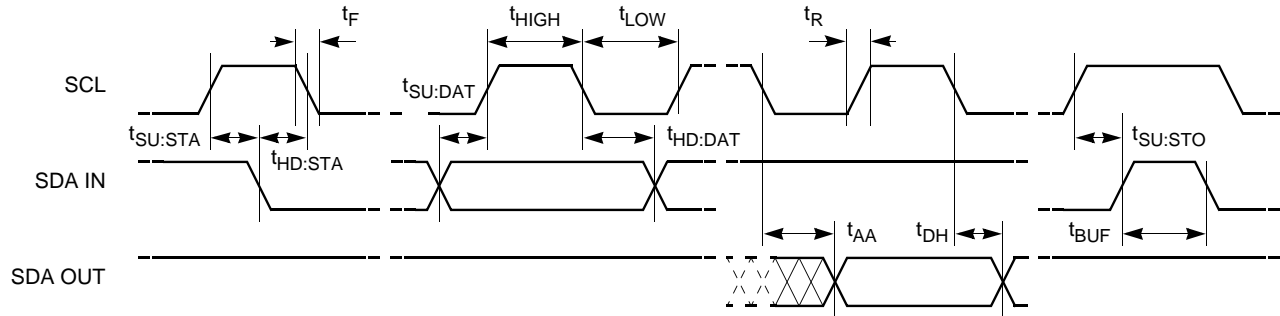 tF
tHIGH
tLOW
tR
SCL
tSU:DAT
tSU:STA
tHD:STA
tHD:DAT
tSU:STO
SDA IN
tAA
tDH
tBUF
SDA OUT